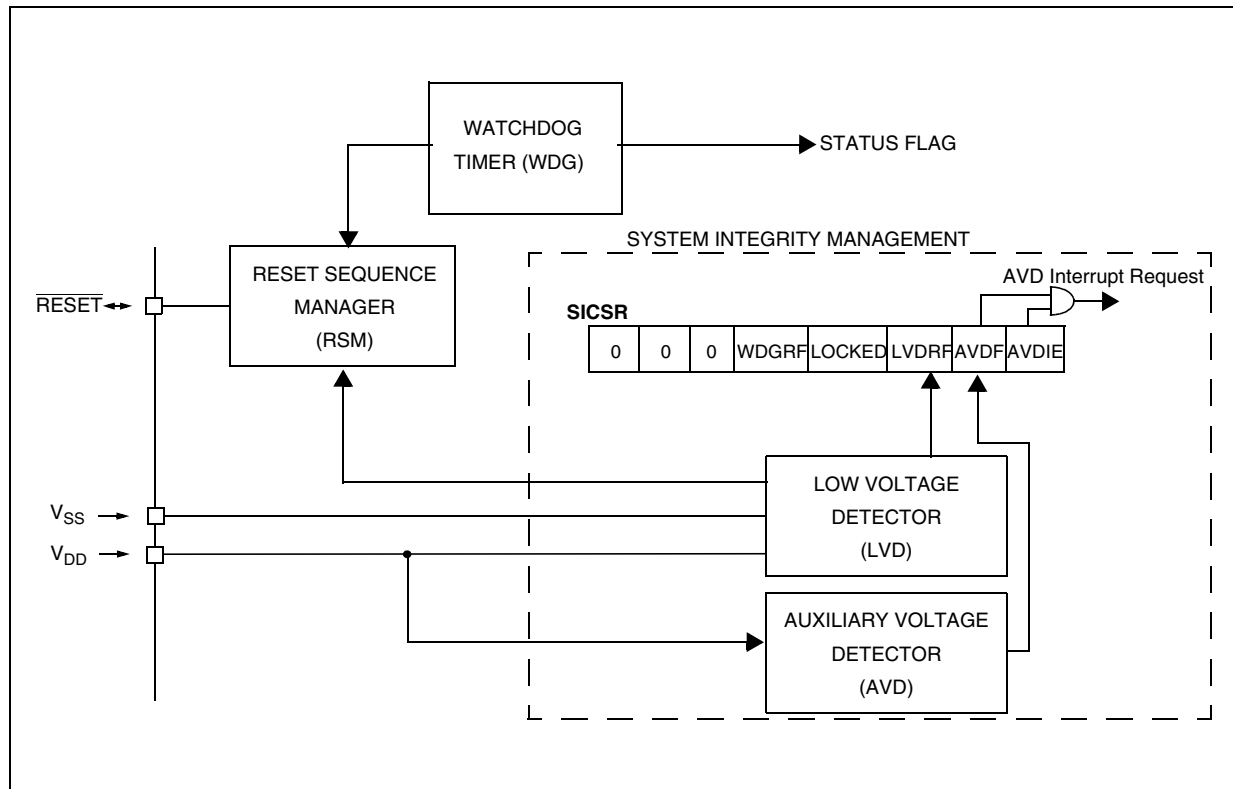 WATCHDOG
TIMER (WDG)
STATUS FLAG
SYSTEM INTEGRITY MANAGEMENT
RESET SEQUENCE
MANAGER
(RSM)
RESET
AVD Interrupt Request
SICSR
0 0 0 WDGRF LOCKED LVDRF AVDF AVDIE
LOW VOLTAGE
DETECTOR
(LVD)
VSS
VDD
AUXILIARY VOLTAGE
DETECTOR
(AVD)